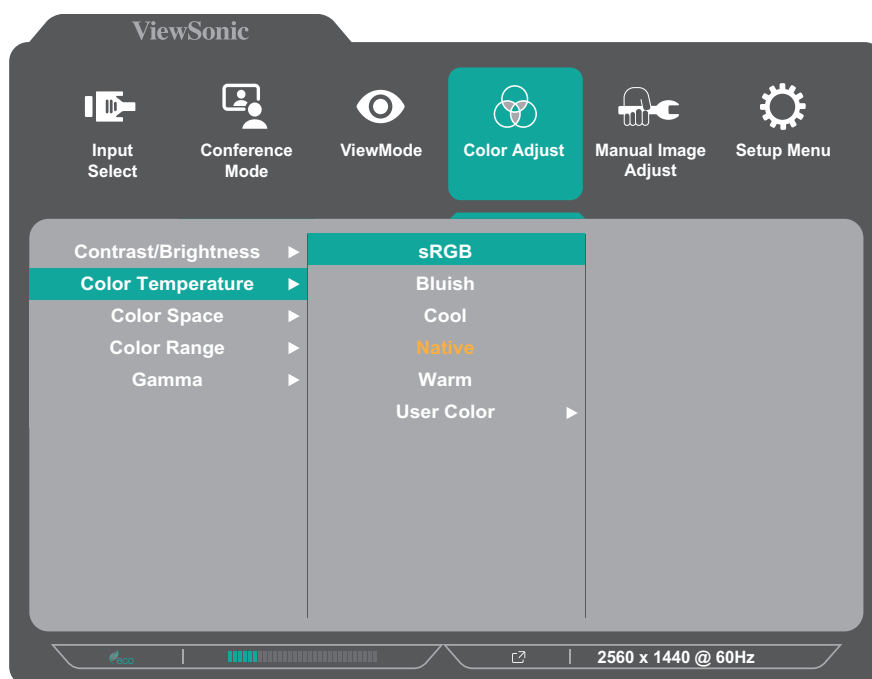 ViewSonic
Input Select
Conference Mode
ViewMode
Color Adjust
Manual Image Adjust
Setup Menu
Contrast/Brightness
Color Temperature
Color Space
Color Range
Gamma
sRGB
Bluish
Cool
Native
Warm
User Color
eco
2560 x 1440 @ 60Hz